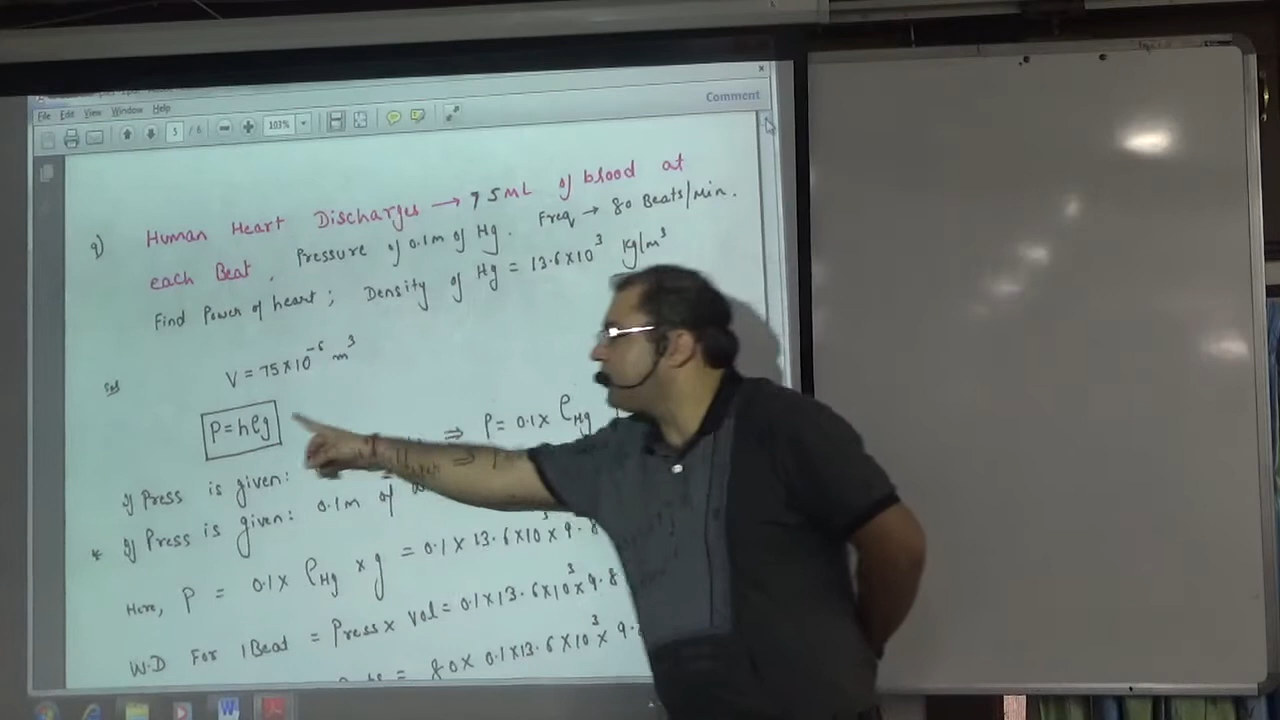 File Edit View Window Help
Comment
5 / 6 103%
q) Human Heart Discharges → 75ML of blood at
each Beat. Pressure of 0.1m of Hg. Freq → 80 Beats/Min.
Find Power of heart; Density of Hg = 13.6×10³ Kg/m³
Sol V = 75×10⁻⁶ m³
P=hρg
If Press is given: ⇒ P = 0.1× ρHg
* If Press is given: 0.1m of ⇒
Here, P = 0.1× ρHg × g = 0.1× 13.6×10³× 9.8
W.D For 1Beat = Press× Vol = 0.1×13.6×10³×9.8
= 80× 0.1×13.6×10³× 9.